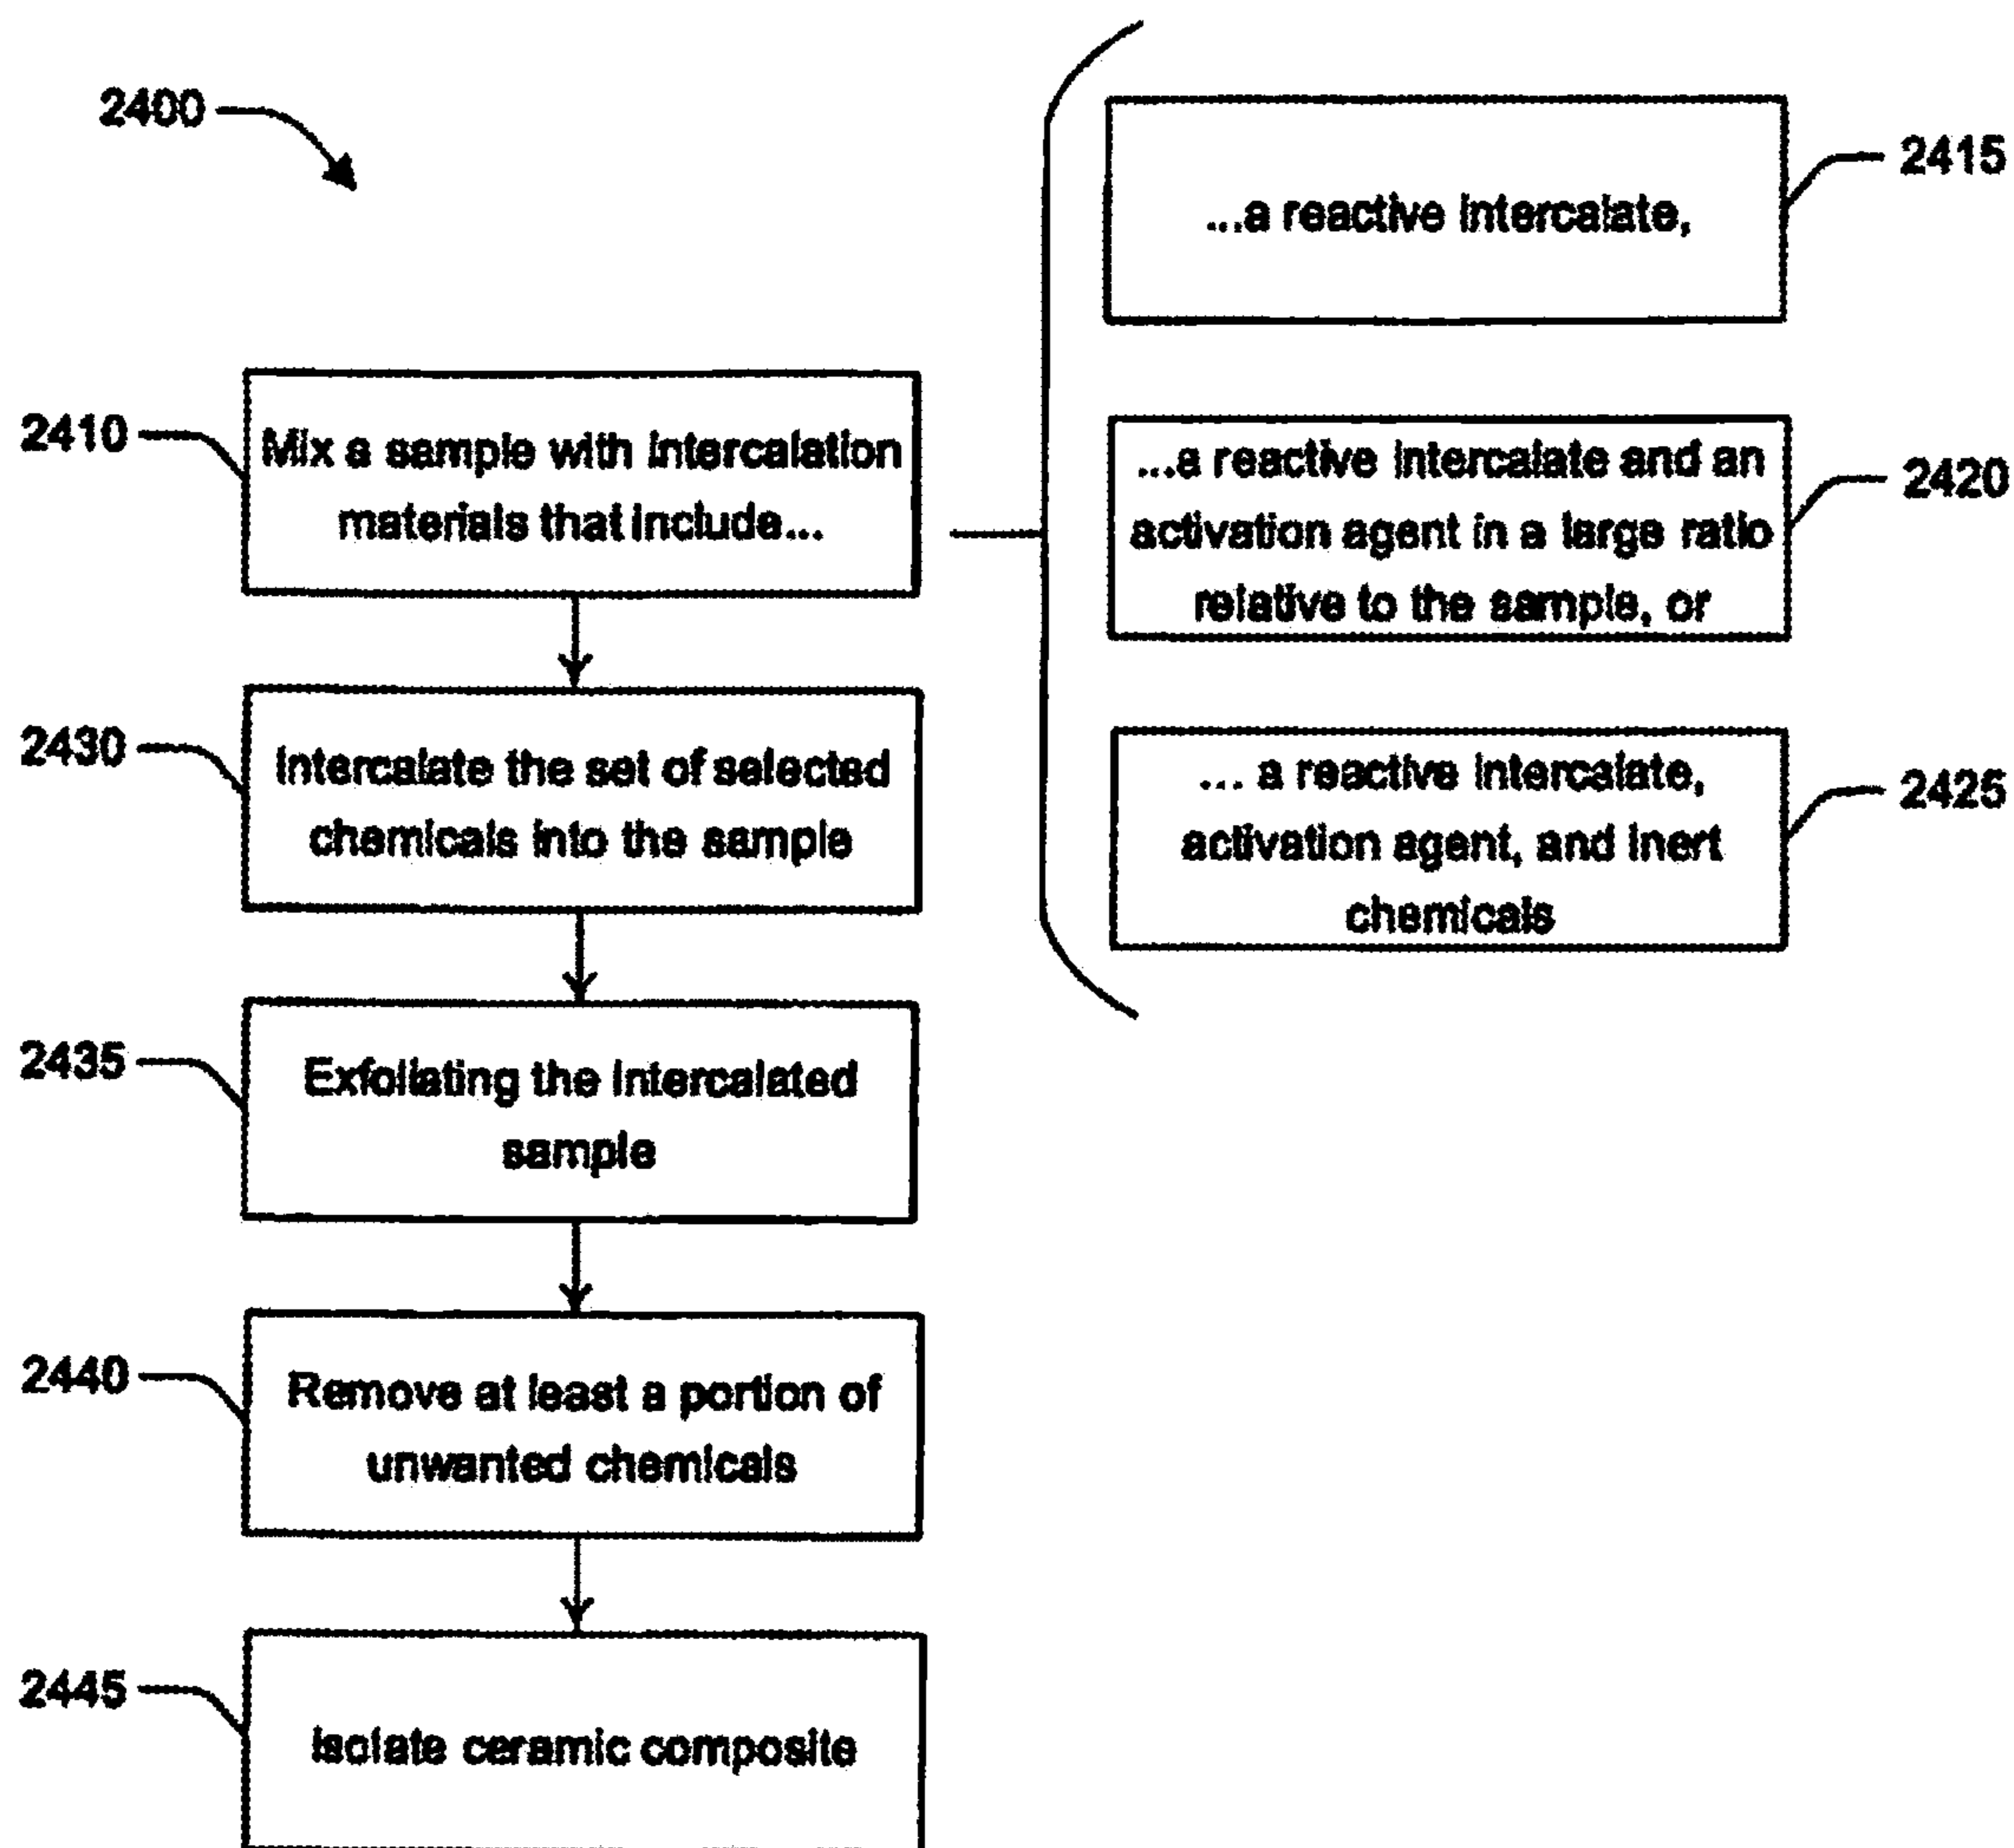 2400
2410
Mix a sample with intercalation
materials that include...
2415
...a reactive intercalate,
2420
...a reactive intercalate and an
activation agent in a large ratio
relative to the sample, or
2425
... a reactive intercalate,
activation agent, and inert
chemicals
2430
Intercalate the set of selected
chemicals into the sample
2435
Exfoliating the intercalated
sample
2440
Remove at least a portion of
unwanted chemicals
2445
Isolate ceramic composite